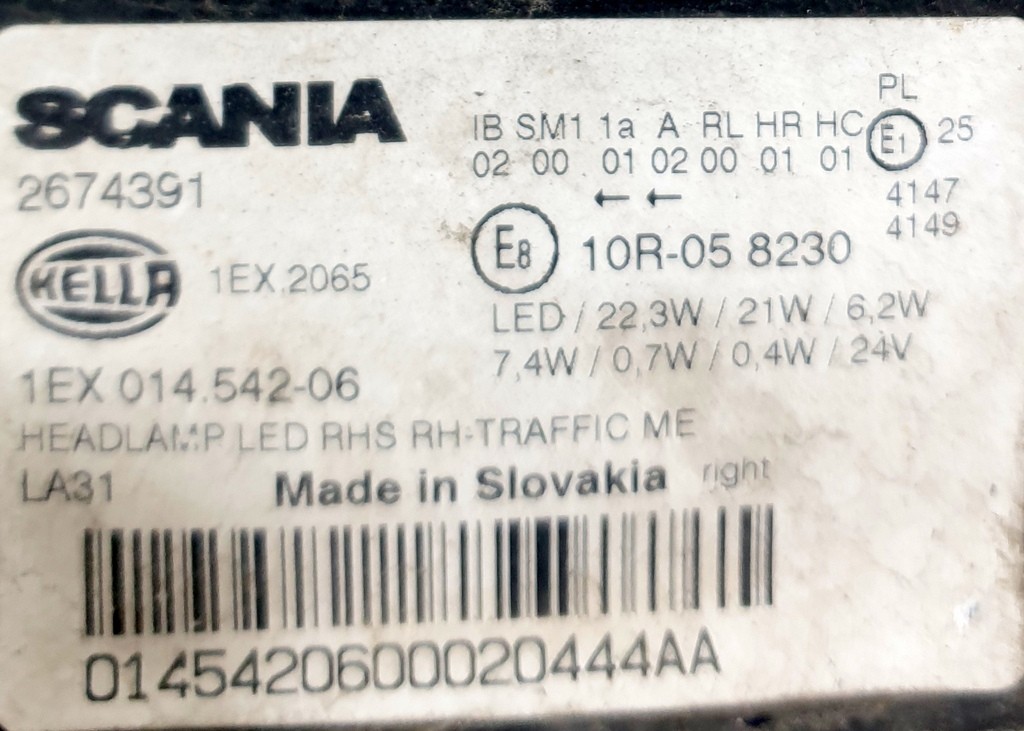 SCANIA
2674391
HELLA 1EX.2065
1EX 014.542-06
HEADLAMP LED RHS RH-TRAFFIC ME
LA31 Made in Slovakia right
PL
IB SM1 1a A RL HR HC E1 25
02 00 01 02 00 01 01
← ← 4147
4149
E8 10R-05 8230
LED / 22,3W / 21W / 6,2W
7,4W / 0,7W / 0,4W / 24V
0145420600020444AA